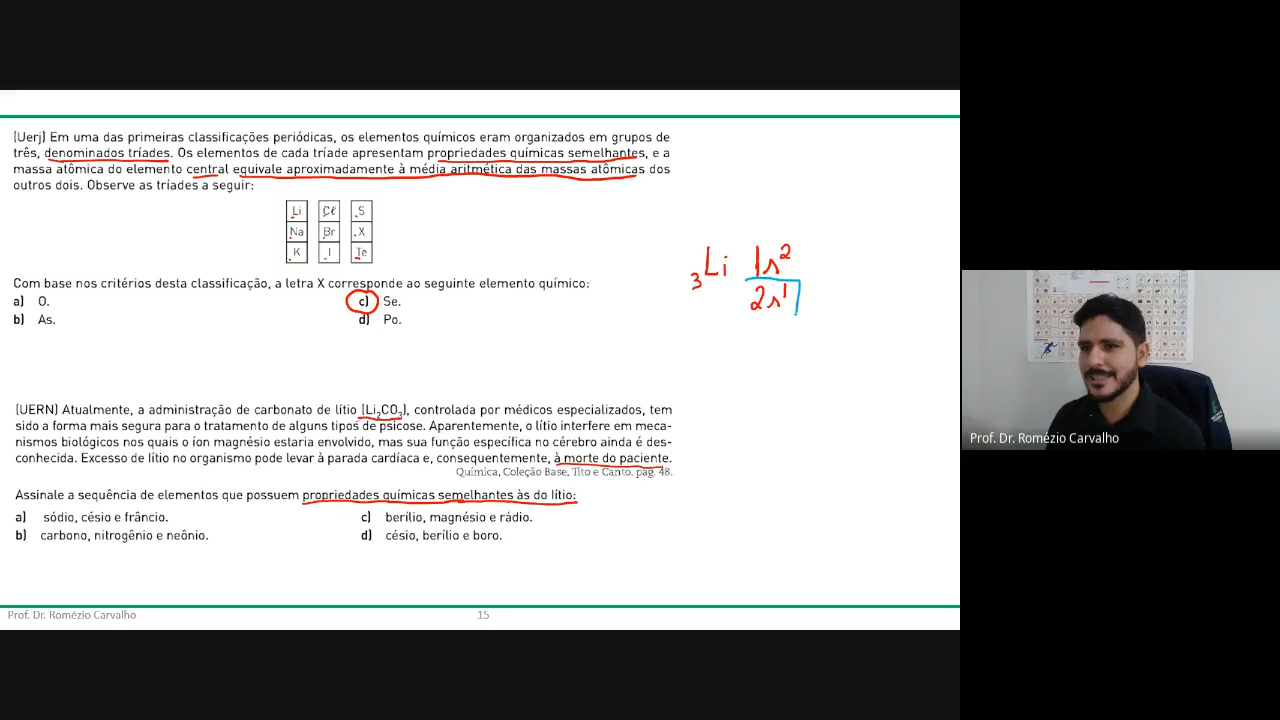 (Uerj) Em uma das primeiras classificações periódicas, os elementos químicos eram organizados em grupos de
três, denominados tríades. Os elementos de cada tríade apresentam propriedades químicas semelhantes, e a
massa atômica do elemento central equivale aproximadamente à média aritmética das massas atômicas dos
outros dois. Observe as tríades a seguir:
Li Cℓ S
Na Br X
K I Te
Com base nos critérios desta classificação, a letra X corresponde ao seguinte elemento químico:
a) O. c) Se.
b) As. d) Po.
₃Li 1s²
2s¹
(UERN) Atualmente, a administração de carbonato de lítio (Li₂CO₃), controlada por médicos especializados, tem
sido a forma mais segura para o tratamento de alguns tipos de psicose. Aparentemente, o lítio interfere em meca-
nismos biológicos nos quais o íon magnésio estaria envolvido, mas sua função específica no cérebro ainda é des-
conhecida. Excesso de lítio no organismo pode levar à parada cardíaca e, consequentemente, à morte do paciente.
Química, Coleção Base, Tito e Canto. pag. 48.
Assinale a sequência de elementos que possuem propriedades químicas semelhantes às do lítio:
a) sódio, césio e frâncio. c) berílio, magnésio e rádio.
b) carbono, nitrogênio e neônio. d) césio, berílio e boro.
Prof. Dr. Romézio Carvalho 15
Prof. Dr. Romézio Carvalho